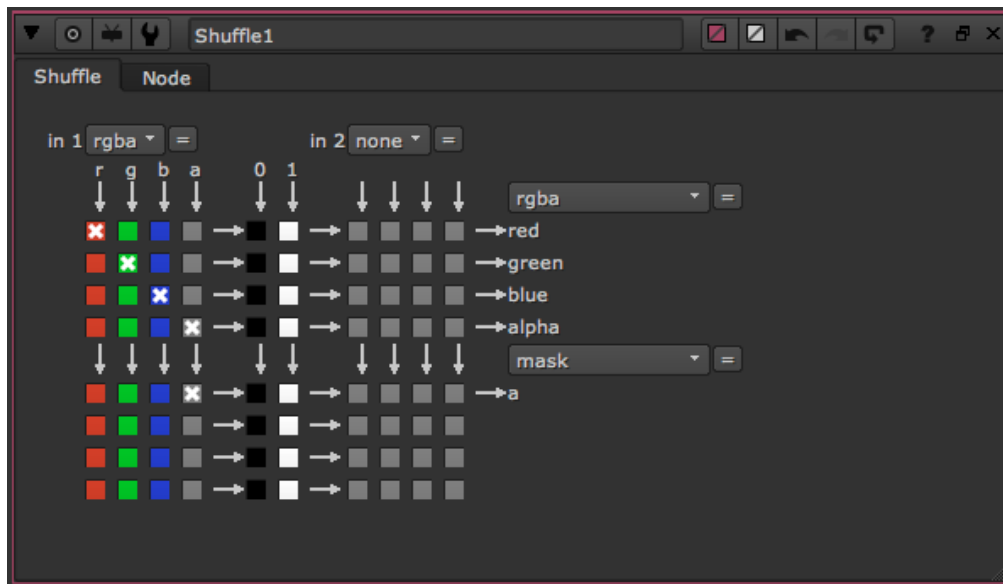 Shuffle1 ?
Shuffle Node
in 1 rgba = in 2 none =
r g b a 0 1
rgba =
red
green
blue
alpha
mask =
a